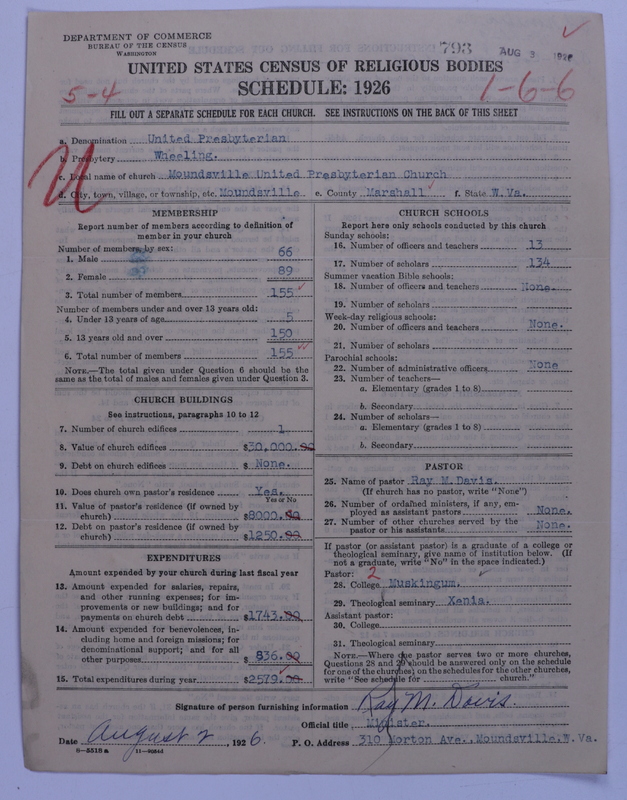 DEPARTMENT OF COMMERCE
BUREAU OF THE CENSUS
WASHINGTON
793
AUG 3 1926
UNITED STATES CENSUS OF RELIGIOUS BODIES
SCHEDULE: 1926
5-4
1-6-6
FILL OUT A SEPARATE SCHEDULE FOR EACH CHURCH. SEE INSTRUCTIONS ON THE BACK OF THIS SHEET
a. Denomination United Presbyterian
b. Presbytery Wheeling.
c. Local name of church Moundsville United Presbyterian Church
d. City, town, village, or township, etc. Moundsville e. County Marshall f. State W.Va.
MEMBERSHIP
Report number of members according to definition of
member in your church
Number of members by sex:
1. Male 66
2. Female 89
3. Total number of members 155
Number of members under and over 13 years old:
4. Under 13 years of age 5
5. 13 years old and over 150
6. Total number of members 155
NOTE.—The total given under Question 6 should be the
same as the total of males and females given under Question 3.
CHURCH BUILDINGS
See instructions, paragraphs 10 to 12
7. Number of church edifices 1
8. Value of church edifices $30,000.00
9. Debt on church edifices $ None.
10. Does church own pastor's residence Yes.
Yes or No
11. Value of pastor's residence (if owned by
church) $8000.00
12. Debt on pastor's residence (if owned by
church) $1250.00
EXPENDITURES
Amount expended by your church during last fiscal year
13. Amount expended for salaries, repairs,
and other running expenses; for im-
provements or new buildings; and for
payments on church debt $1743.00
14. Amount expended for benevolences, in-
cluding home and foreign missions; for
denominational support; and for all
other purposes $ 836.00
15. Total expenditures during year $2579.00
CHURCH SCHOOLS
Report here only schools conducted by this church
Sunday schools:
16. Number of officers and teachers 13
17. Number of scholars 134
Summer vacation Bible schools:
18. Number of officers and teachers None.
19. Number of scholars
Week-day religious schools:
20. Number of officers and teachers None.
21. Number of scholars
Parochial schools:
22. Number of administrative officers None
23. Number of teachers—
a. Elementary (grades 1 to 8)
b. Secondary
24. Number of scholars—
a. Elementary (grades 1 to 8)
b. Secondary
PASTOR
25. Name of pastor Ray M. Davis.
(If church has no pastor, write "None")
26. Number of ordained ministers, if any, em-
ployed as assistant pastors None.
27. Number of other churches served by the
pastor or his assistants None.
If pastor (or assistant pastor) is a graduate of a college or
theological seminary, give name of institution below. (If
not a graduate, write "No" in the space indicated.)
Pastor: 2
28. College Muskingum.
29. Theological seminary Xenia.
Assistant pastor:
30. College
31. Theological seminary
NOTE.—Where one pastor serves two or more churches,
Questions 28 and 29 should be answered only on the schedule
for one of the churches; on the schedules for the other churches,
write "See schedule for church."
Signature of person furnishing information Ray M. Davis.
Official title Minister.
Date August 2, 1926. P. O. Address 310 Morton Ave., Moundsville, W. Va.
8-5518 a